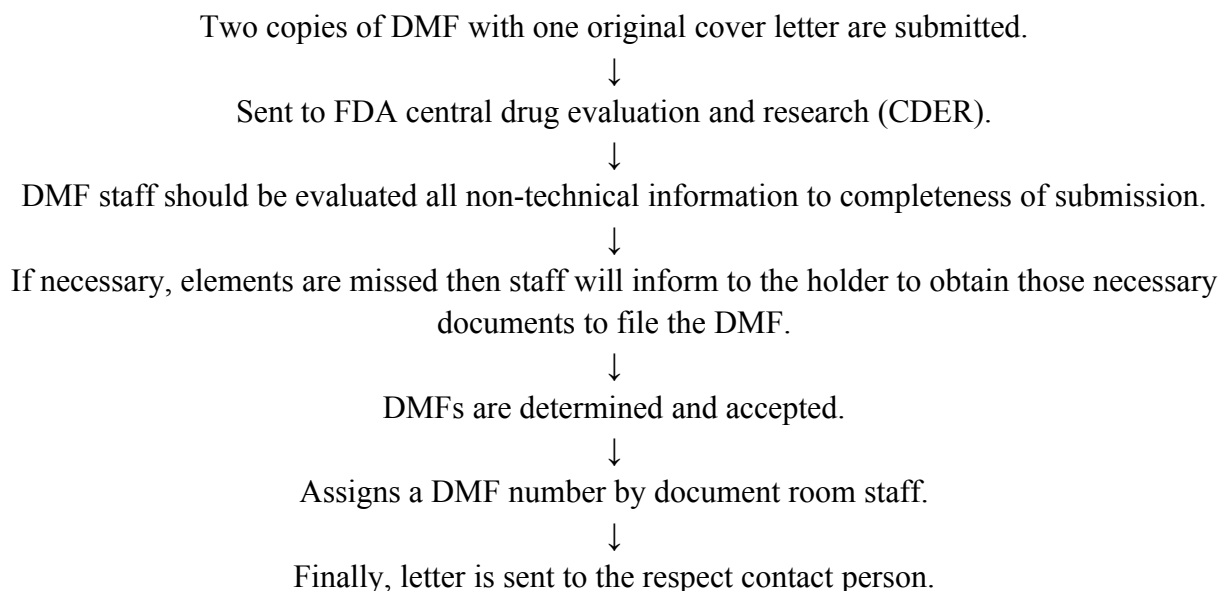 Two copies of DMF with one original cover letter are submitted.
↓
Sent to FDA central drug evaluation and research (CDER).
↓
DMF staff should be evaluated all non-technical information to completeness of submission.
↓
If necessary, elements are missed then staff will inform to the holder to obtain those necessary
documents to file the DMF.
↓
DMFs are determined and accepted.
↓
Assigns a DMF number by document room staff.
↓
Finally, letter is sent to the respect contact person.